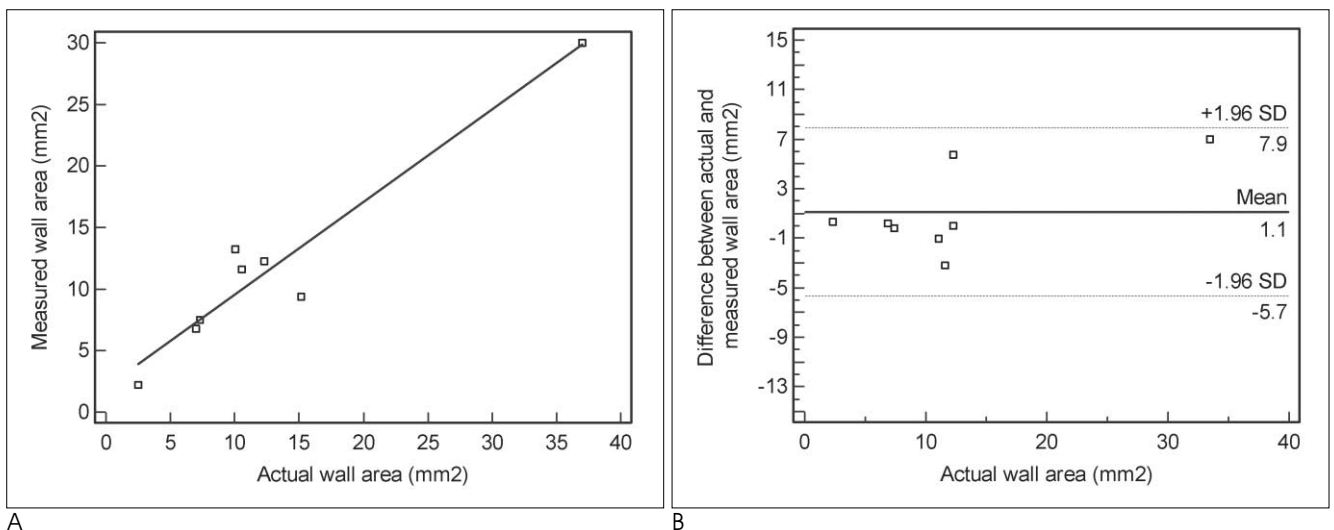 Measured wall area (mm2)
30
25
20
15
10
5
0
0 5 10 15 20 25 30 35 40
Actual wall area (mm2)
A
Difference between actual and
measured wall area (mm2)
15
11
7
3
-1
-5
-9
-13
+1.96 SD
7.9
Mean
1.1
-1.96 SD
-5.7
0 10 20 30 40
Actual wall area (mm2)
B